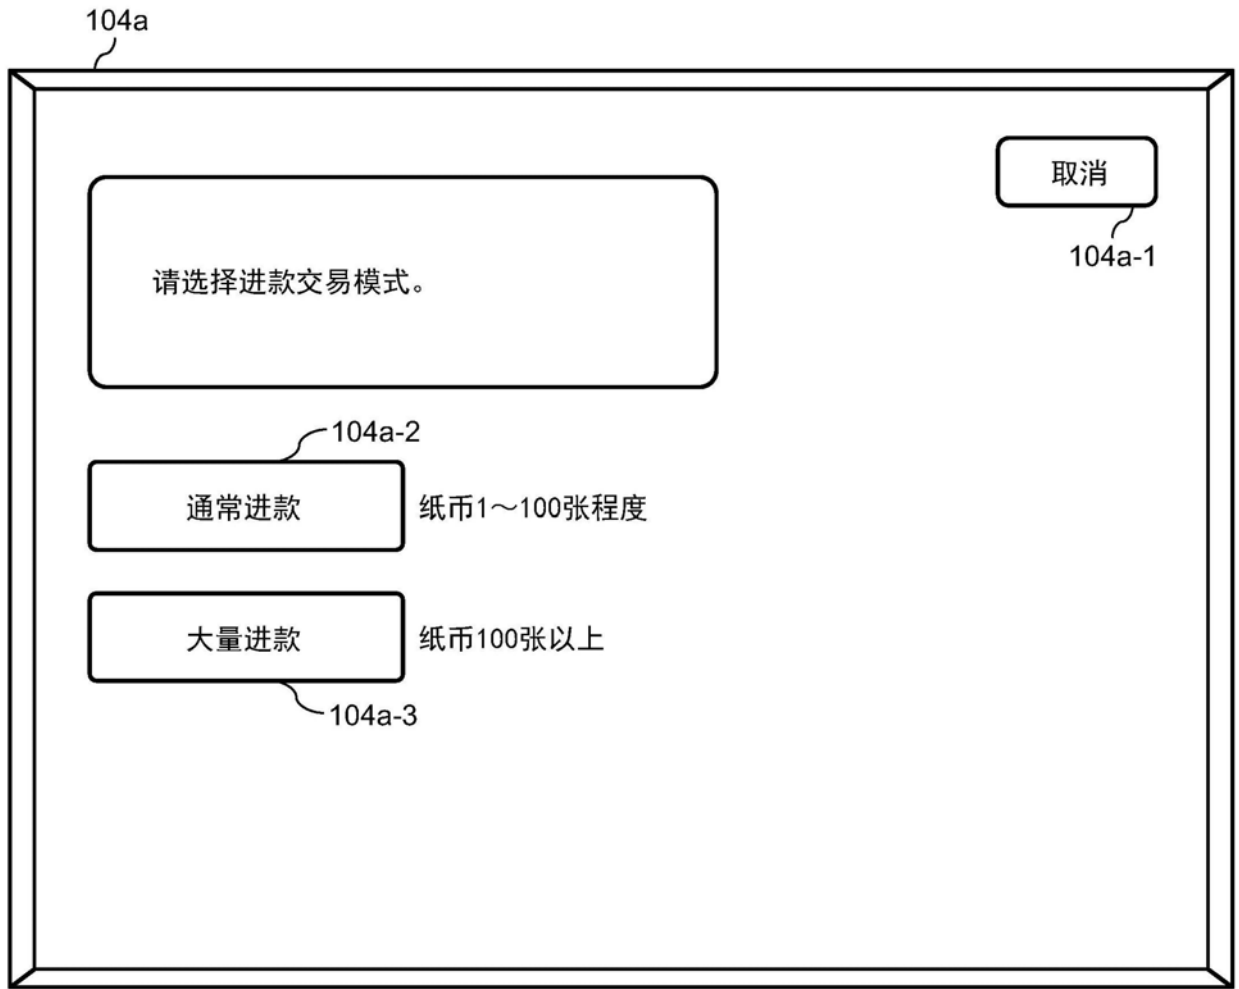 104a
取消
104a-1
请选择进款交易模式。
104a-2
通常进款 纸币1～100张程度
大量进款 纸币100张以上
104a-3